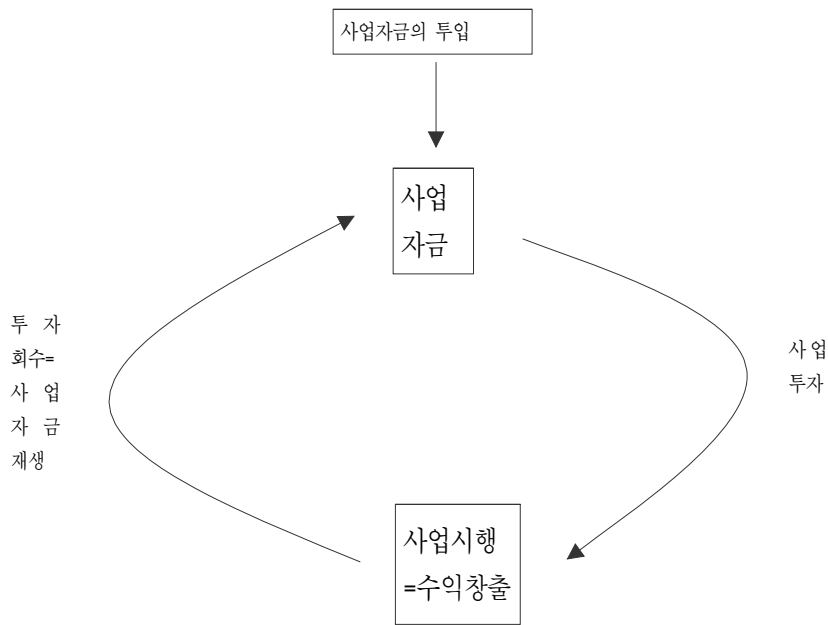 사업자금의 투입
사업
자금
투 자
회수=
사 업
자 금
재생
사업
투자
사업시행
=수익창출